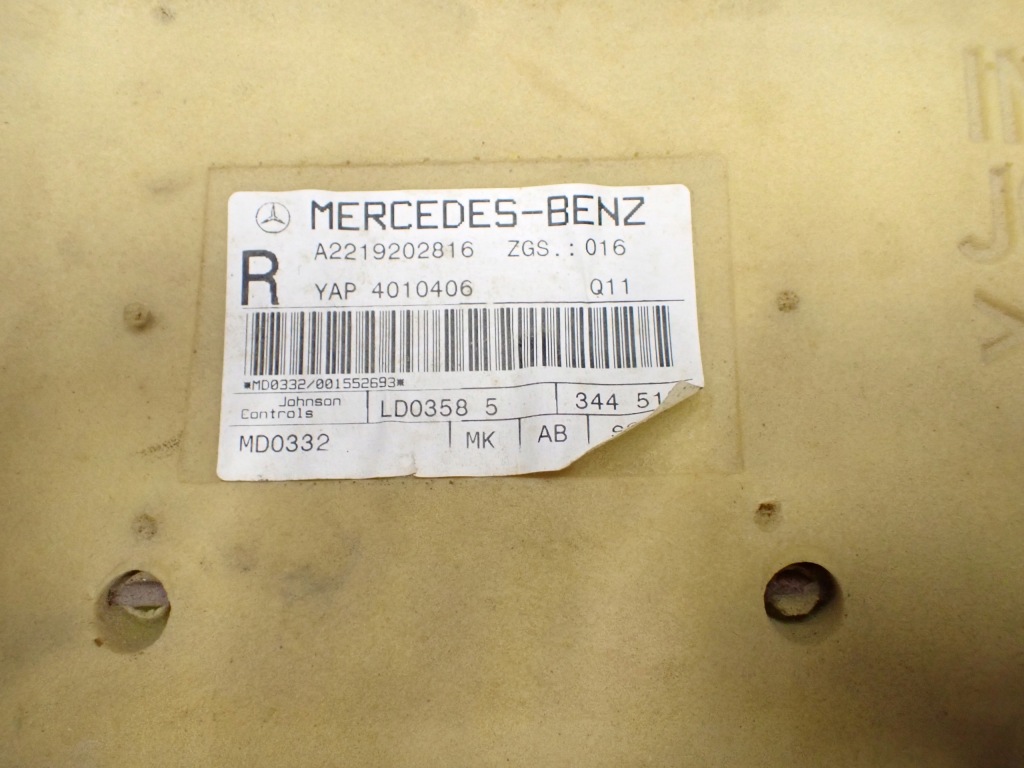 MERCEDES-BENZ
A2219202816 ZGS.: 016
R
YAP 4010406 Q11
*MD0332/001552693*
Johnson
Controls
LD0358 5 344 51
MD0332 MK AB